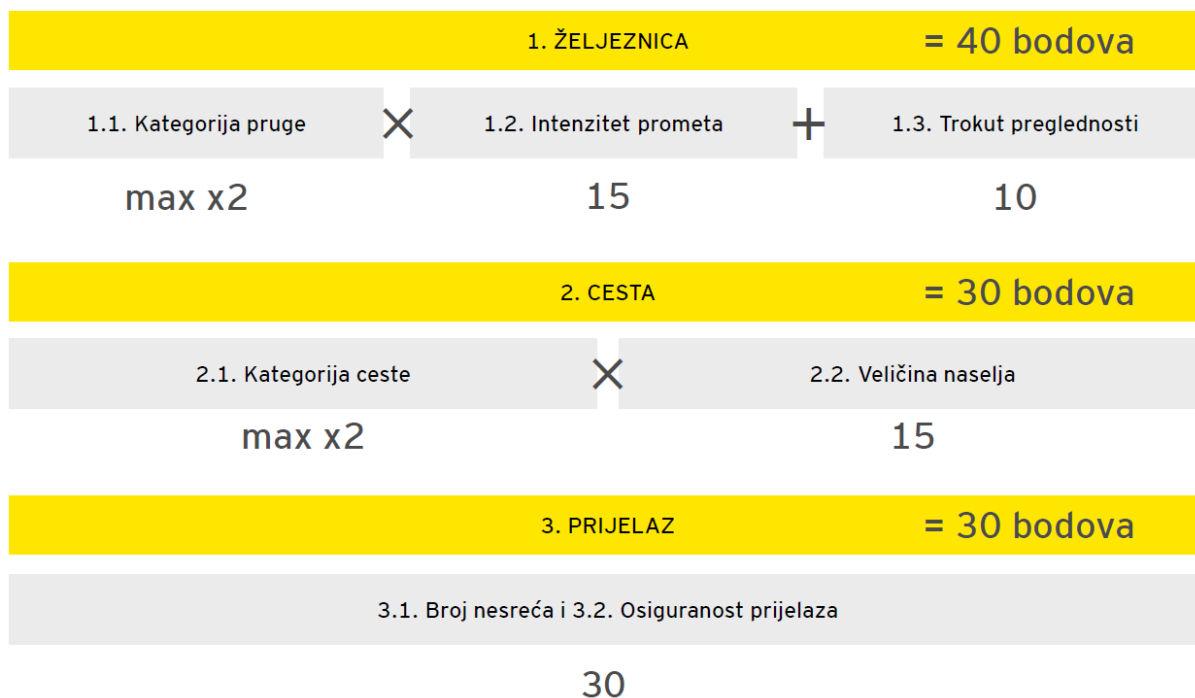 1. ŽELJEZNICA = 40 bodova
1.1. Kategorija pruge × 1.2. Intenzitet prometa + 1.3. Trokut preglednosti
max x2 15 10
2. CESTA = 30 bodova
2.1. Kategorija ceste × 2.2. Veličina naselja
max x2 15
3. PRIJELAZ = 30 bodova
3.1. Broj nesreća i 3.2. Osiguranost prijelaza
30